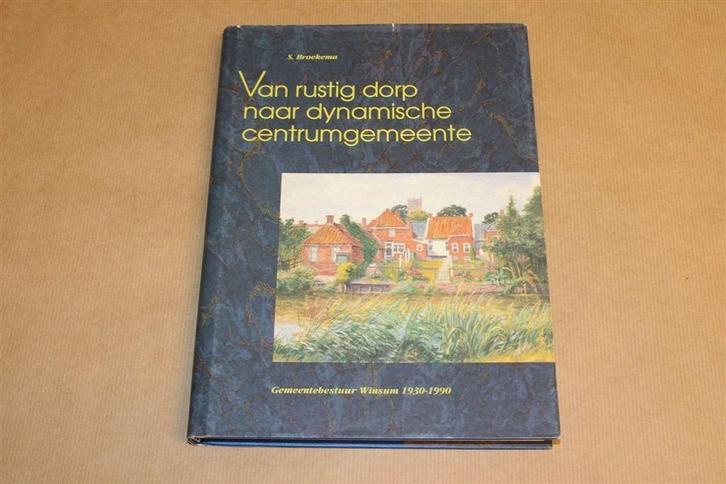 S. Broekema
Van rustig dorp
naar dynamische
centrumgemeente
Gemeentebestuur Winsum 1930-1990